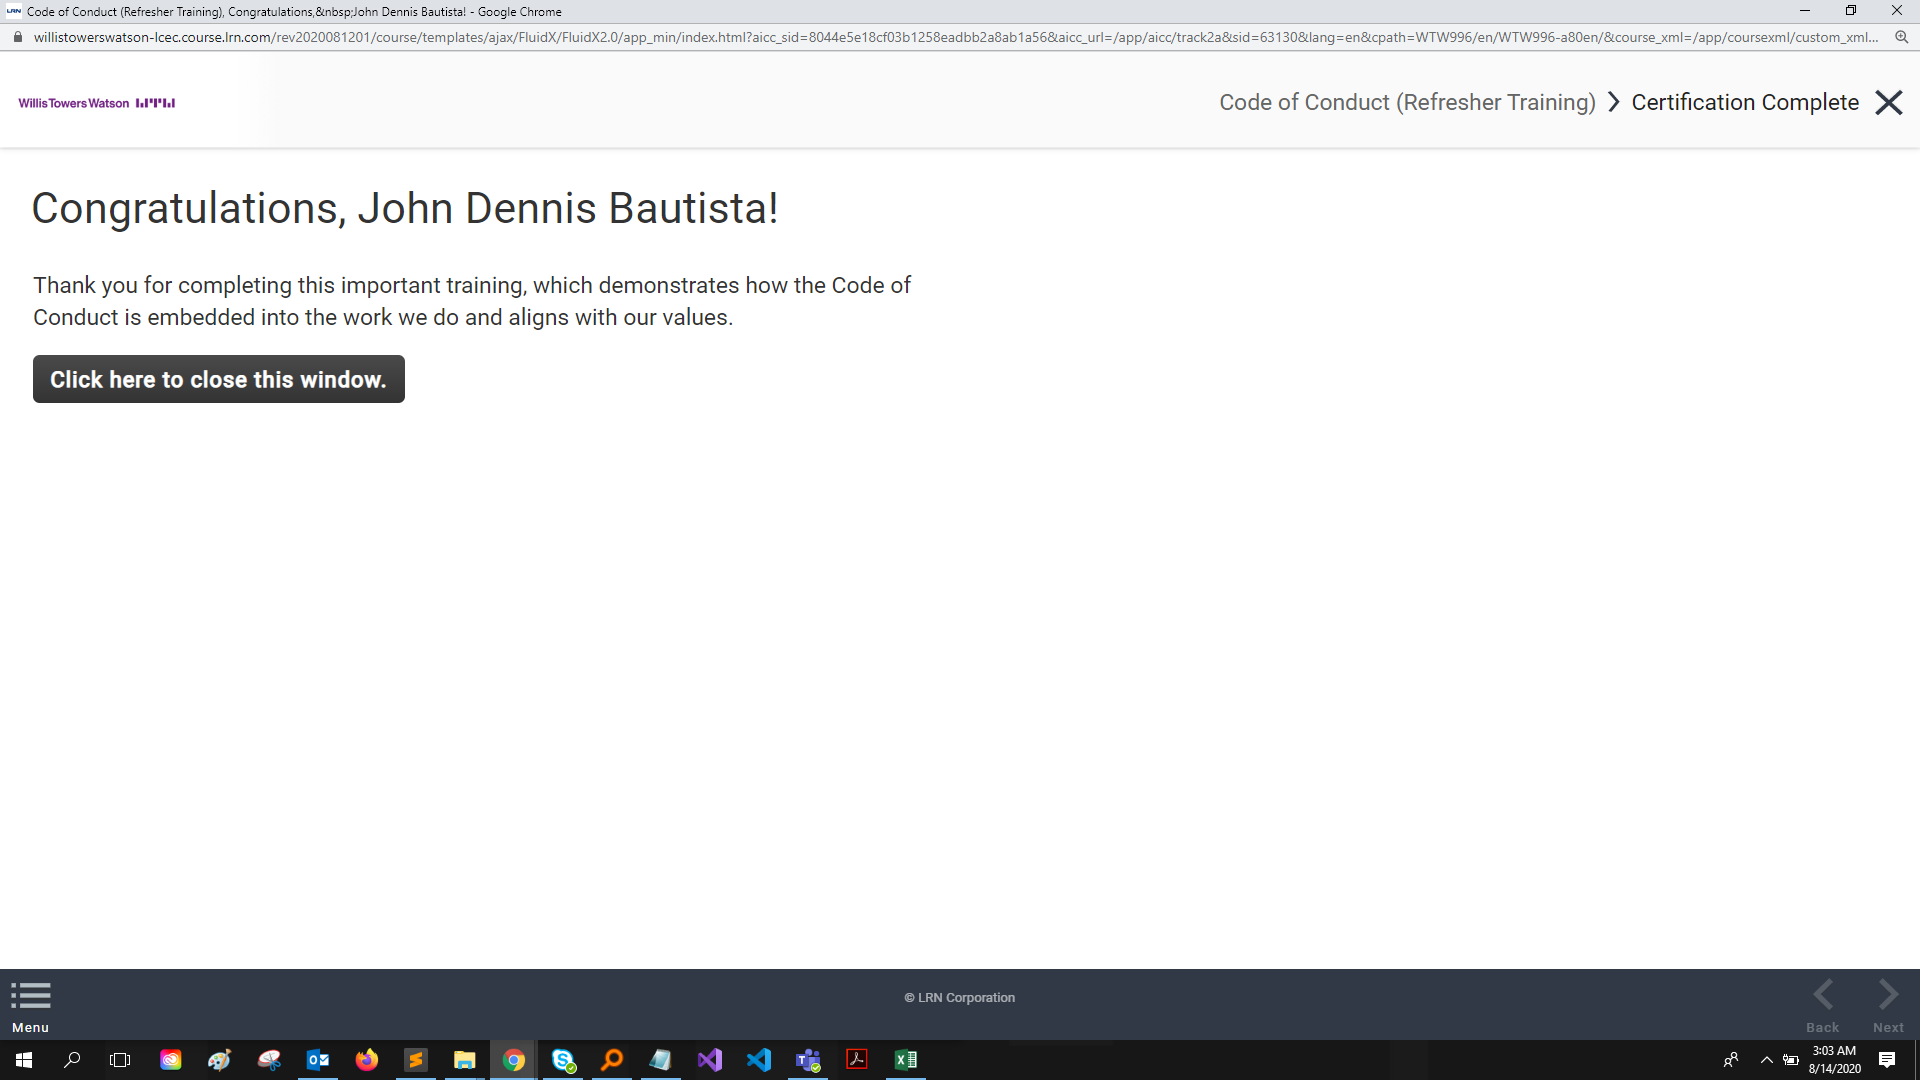 Code of Conduct (Refresher Training), Congratulations,&nbsp;John Dennis Bautista! - Google Chrome
willistowerswatson-lcec.course.lrn.com/rev2020081201/course/templates/ajax/FluidX/FluidX2.0/app_min/index.html?aicc_sid=8044e5e18cf03b1258eadbb2a8ab1a56&aicc_url=/app/aicc/track2a&sid=63130&lang=en&cpath=WTW996/en/WTW996-a80en/&course_xml=/app/coursexml/custom_xml...
Willis Towers Watson
Code of Conduct (Refresher Training) > Certification Complete
Congratulations, John Dennis Bautista!
Thank you for completing this important training, which demonstrates how the Code of
Conduct is embedded into the work we do and aligns with our values.
Click here to close this window.
© LRN Corporation
Menu
Back
Next
3:03 AM
8/14/2020